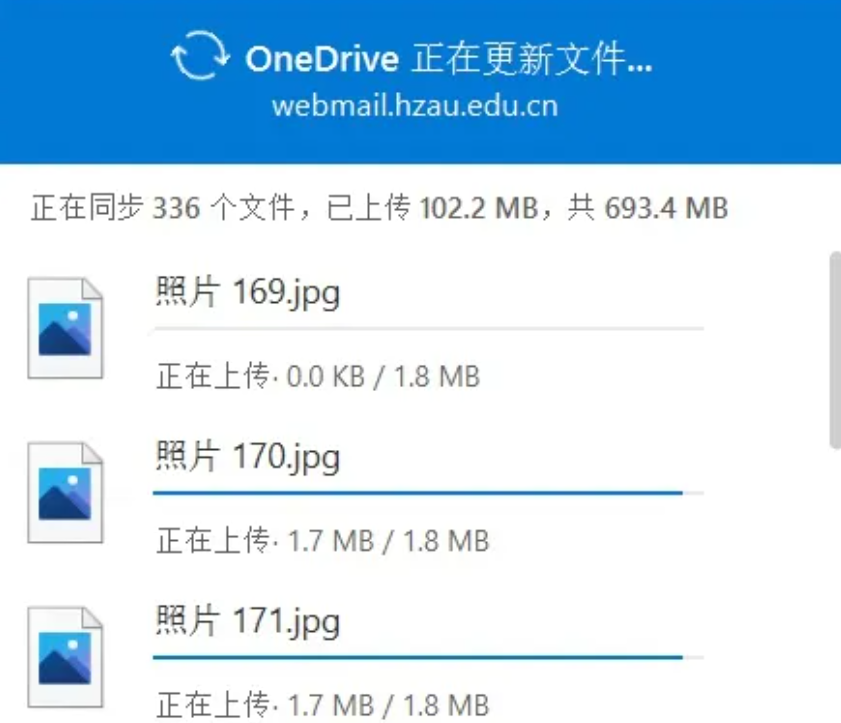 OneDrive 正在更新文件...
webmail.hzau.edu.cn
正在同步 336 个文件，已上传 102.2 MB，共 693.4 MB
照片 169.jpg
正在上传· 0.0 KB / 1.8 MB
照片 170.jpg
正在上传· 1.7 MB / 1.8 MB
照片 171.jpg
正在上传· 1.7 MB / 1.8 MB